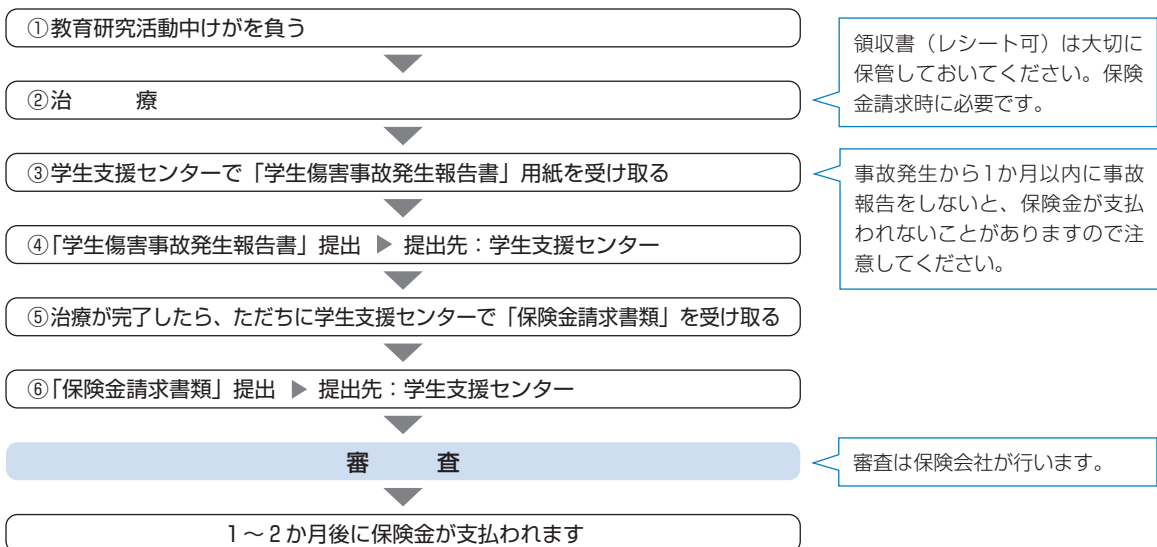 ①教育研究活動中けがを負う
領収書（レシート可）は大切に
保管しておいてください。保険
金請求時に必要です。
②治　　療
③学生支援センターで「学生傷害事故発生報告書」用紙を受け取る
事故発生から1か月以内に事故
報告をしないと、保険金が支払
われないことがありますので注
意してください。
④「学生傷害事故発生報告書」提出 ▶ 提出先：学生支援センター
⑤治療が完了したら、ただちに学生支援センターで「保険金請求書類」を受け取る
⑥「保険金請求書類」提出 ▶ 提出先：学生支援センター
審　　査
審査は保険会社が行います。
1～2か月後に保険金が支払われます